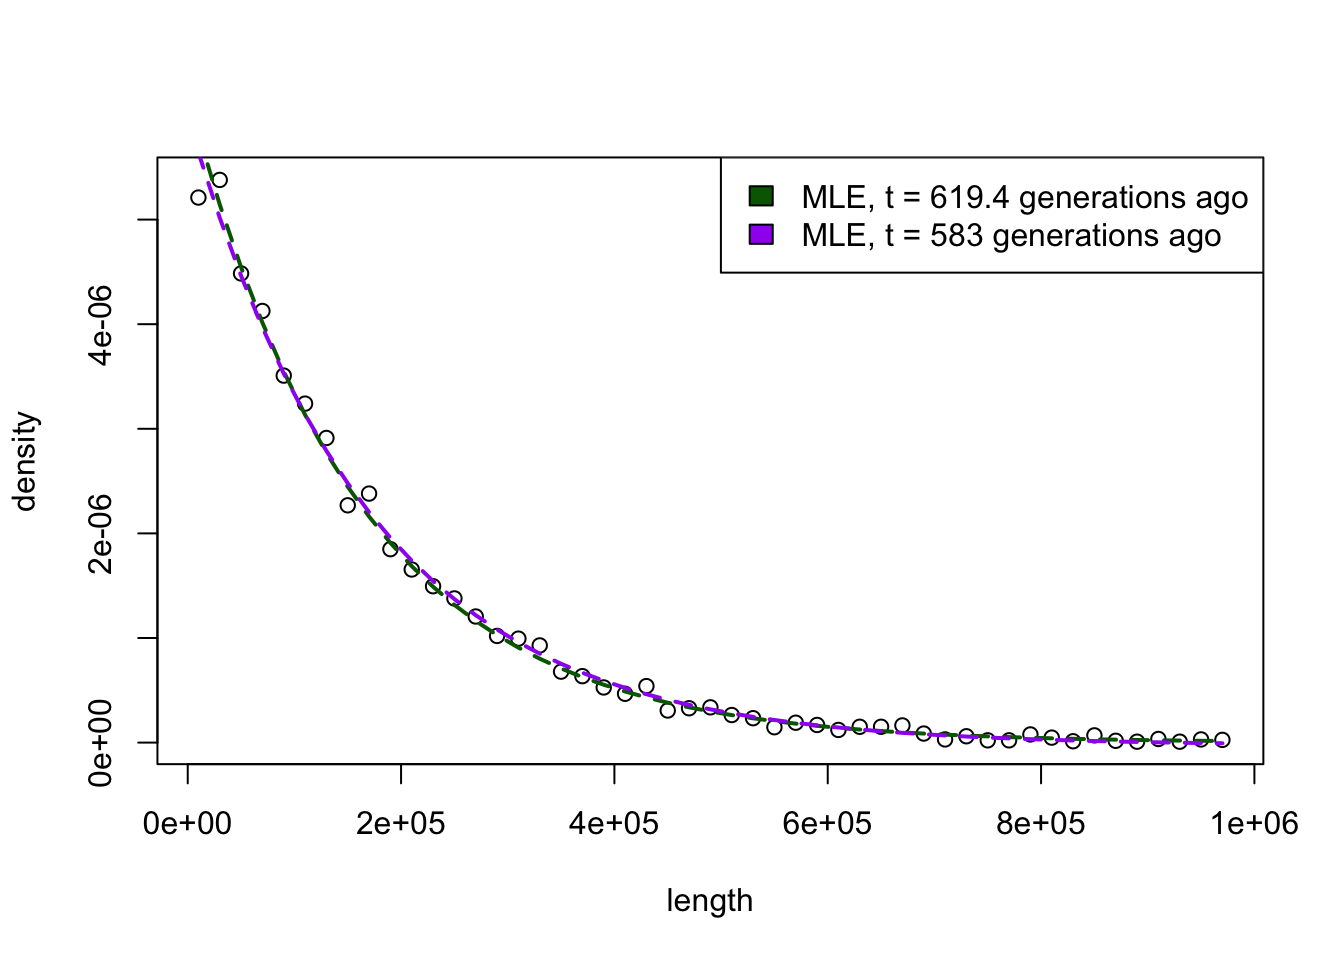 MLE, t = 619.4 generations ago
MLE, t = 583 generations ago
density
4e-06
2e-06
0e+00
0e+00 2e+05 4e+05 6e+05 8e+05 1e+06
length